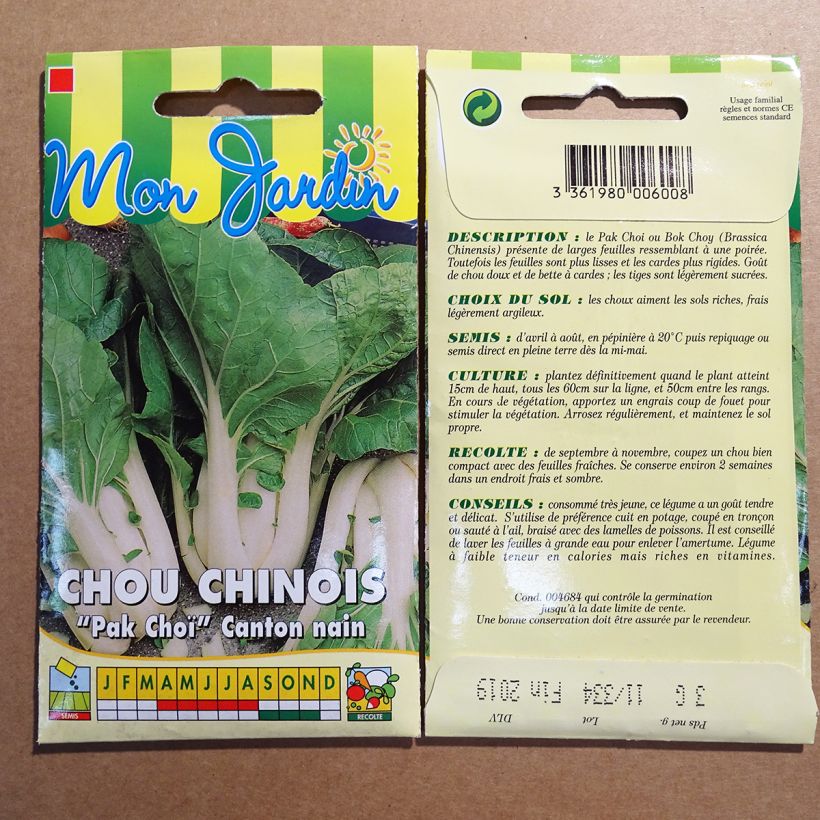 Mon Jardin
CHOU CHINOIS
"Pak Choï" Canton nain
J F M A M J J A S O N D
SEMIS
RECOLTE
Usage familial
règles et normes CE
semences standard
3 361980 006008
DESCRIPTION : le Pak Choi ou Bok Choy (Brassica
Chinensis) présente de larges feuilles ressemblant à une poirée.
Toutefois les feuilles sont plus lisses et les cardes plus rigides. Goût
de chou doux et de bette à cardes ; les tiges sont légèrement sucrées.
CHOIX DU SOL : les choux aiment les sols riches, frais
légèrement argileux.
SEMIS : d'avril à août, en pépinière à 20°C puis repiquage ou
semis direct en pleine terre dès la mi-mai.
CULTURE : plantez définitivement quand le plant atteint
15cm de haut, tous les 60cm sur la ligne, et 50cm entre les rangs.
En cours de végétation, apportez un engrais coup de fouet pour
stimuler la végétation. Arrosez régulièrement, et maintenez le sol
propre.
RECOLTE : de septembre à novembre, coupez un chou bien
compact avec des feuilles fraîches. Se conserve environ 2 semaines
dans un endroit frais et sombre.
CONSEILS : consommé très jeune, ce légume a un goût tendre
et délicat. S'utilise de préférence cuit en potage, coupé en tronçon
ou sauté à l'ail, braisé avec des lamelles de poissons. Il est conseillé
de laver les feuilles à grande eau pour enlever l'amertume. Légume
à faible teneur en calories mais riches en vitamines.
Cond. 004684 qui contrôle la germination
jusqu'à la date limite de vente.
Une bonne conservation doit être assurée par le revendeur.
Pds net g. Lot DLV
3G 11/334 Fin 2019